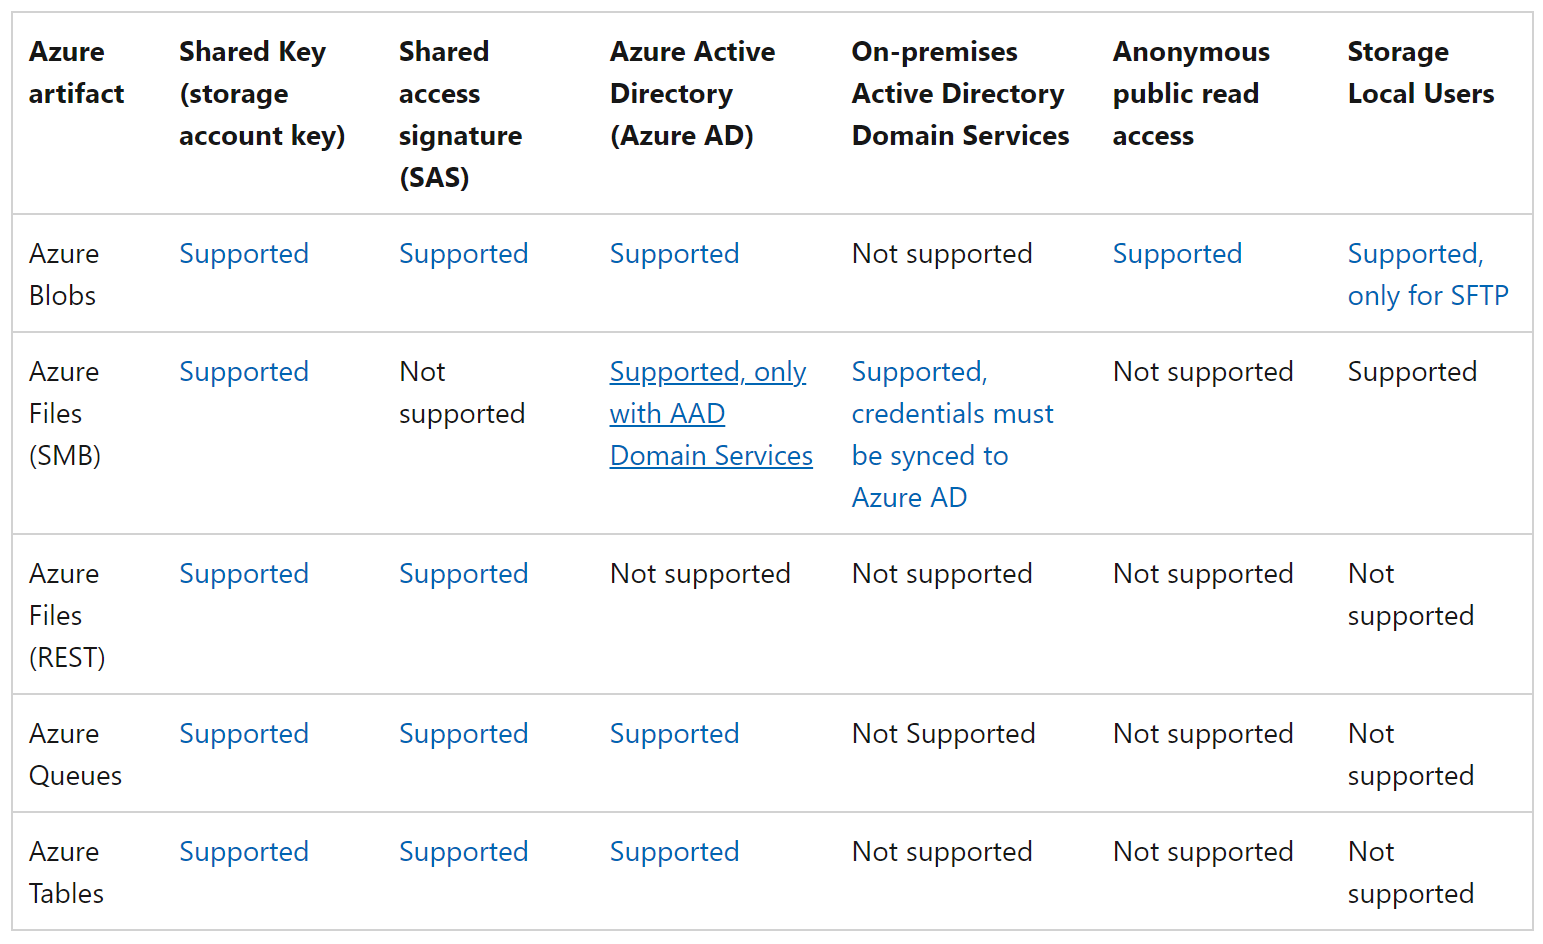 Azure
artifact
Shared Key
(storage
account key)
Shared
access
signature
(SAS)
Azure Active
Directory
(Azure AD)
On-premises
Active Directory
Domain Services
Anonymous
public read
access
Storage
Local Users
Azure
Blobs
Supported
Supported
Supported
Not supported
Supported
Supported,
only for SFTP
Azure
Files
(SMB)
Supported
Not
supported
Supported, only
with AAD
Domain Services
Supported,
credentials must
be synced to
Azure AD
Not supported
Supported
Azure
Files
(REST)
Supported
Supported
Not supported
Not supported
Not supported
Not
supported
Azure
Queues
Supported
Supported
Supported
Not Supported
Not supported
Not
supported
Azure
Tables
Supported
Supported
Supported
Not supported
Not supported
Not
supported